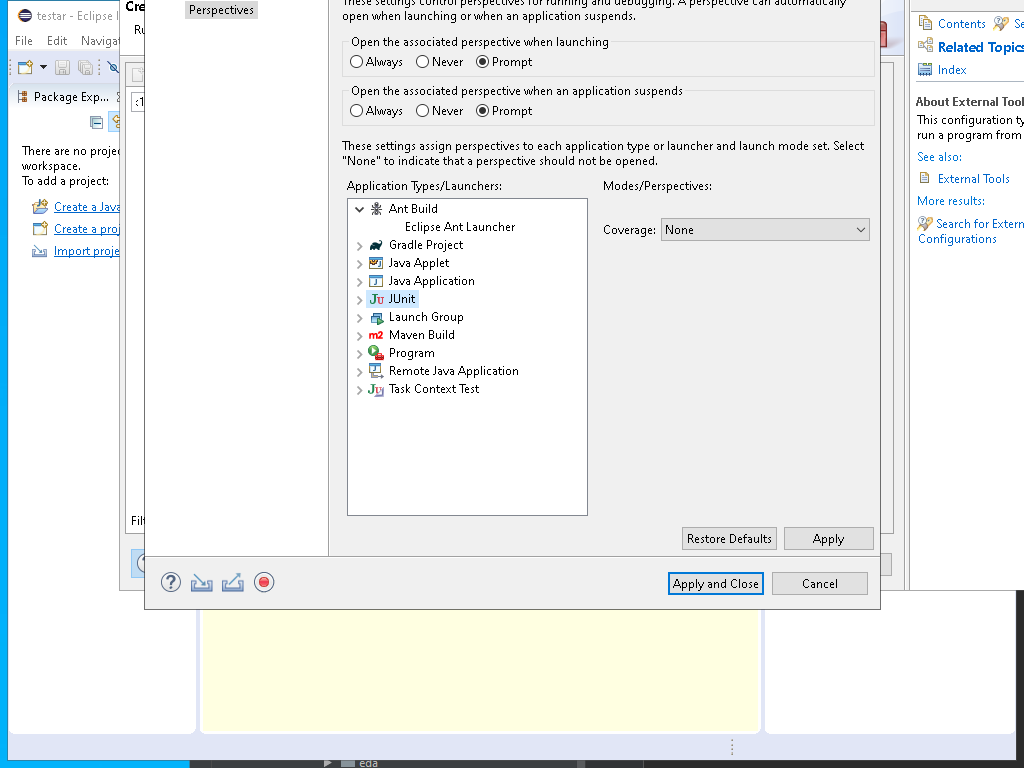 testar - Eclipse I
File Edit Navigat
Package Exp...
There are no proje
workspace.
To add a project:
Create a Java
Create a proj
Import proje
Cre
Ru
:1
Filt
Perspectives
These settings control perspectives for running and debugging. A perspective can automatically
open when launching or when an application suspends.
Open the associated perspective when launching
Always Never Prompt
Open the associated perspective when an application suspends
Always Never Prompt
These settings assign perspectives to each application type or launcher and launch mode set. Select
"None" to indicate that a perspective should not be opened.
Application Types/Launchers:
Modes/Perspectives:
Ant Build
Eclipse Ant Launcher
Gradle Project
Java Applet
Java Application
JUnit
Launch Group
Maven Build
Program
Remote Java Application
Task Context Test
Coverage: None
Restore Defaults Apply
Apply and Close Cancel
Contents Se
Related Topics
Index
About External Tool
This configuration ty
run a program from
See also:
External Tools
More results:
Search for Extern
Configurations
eda